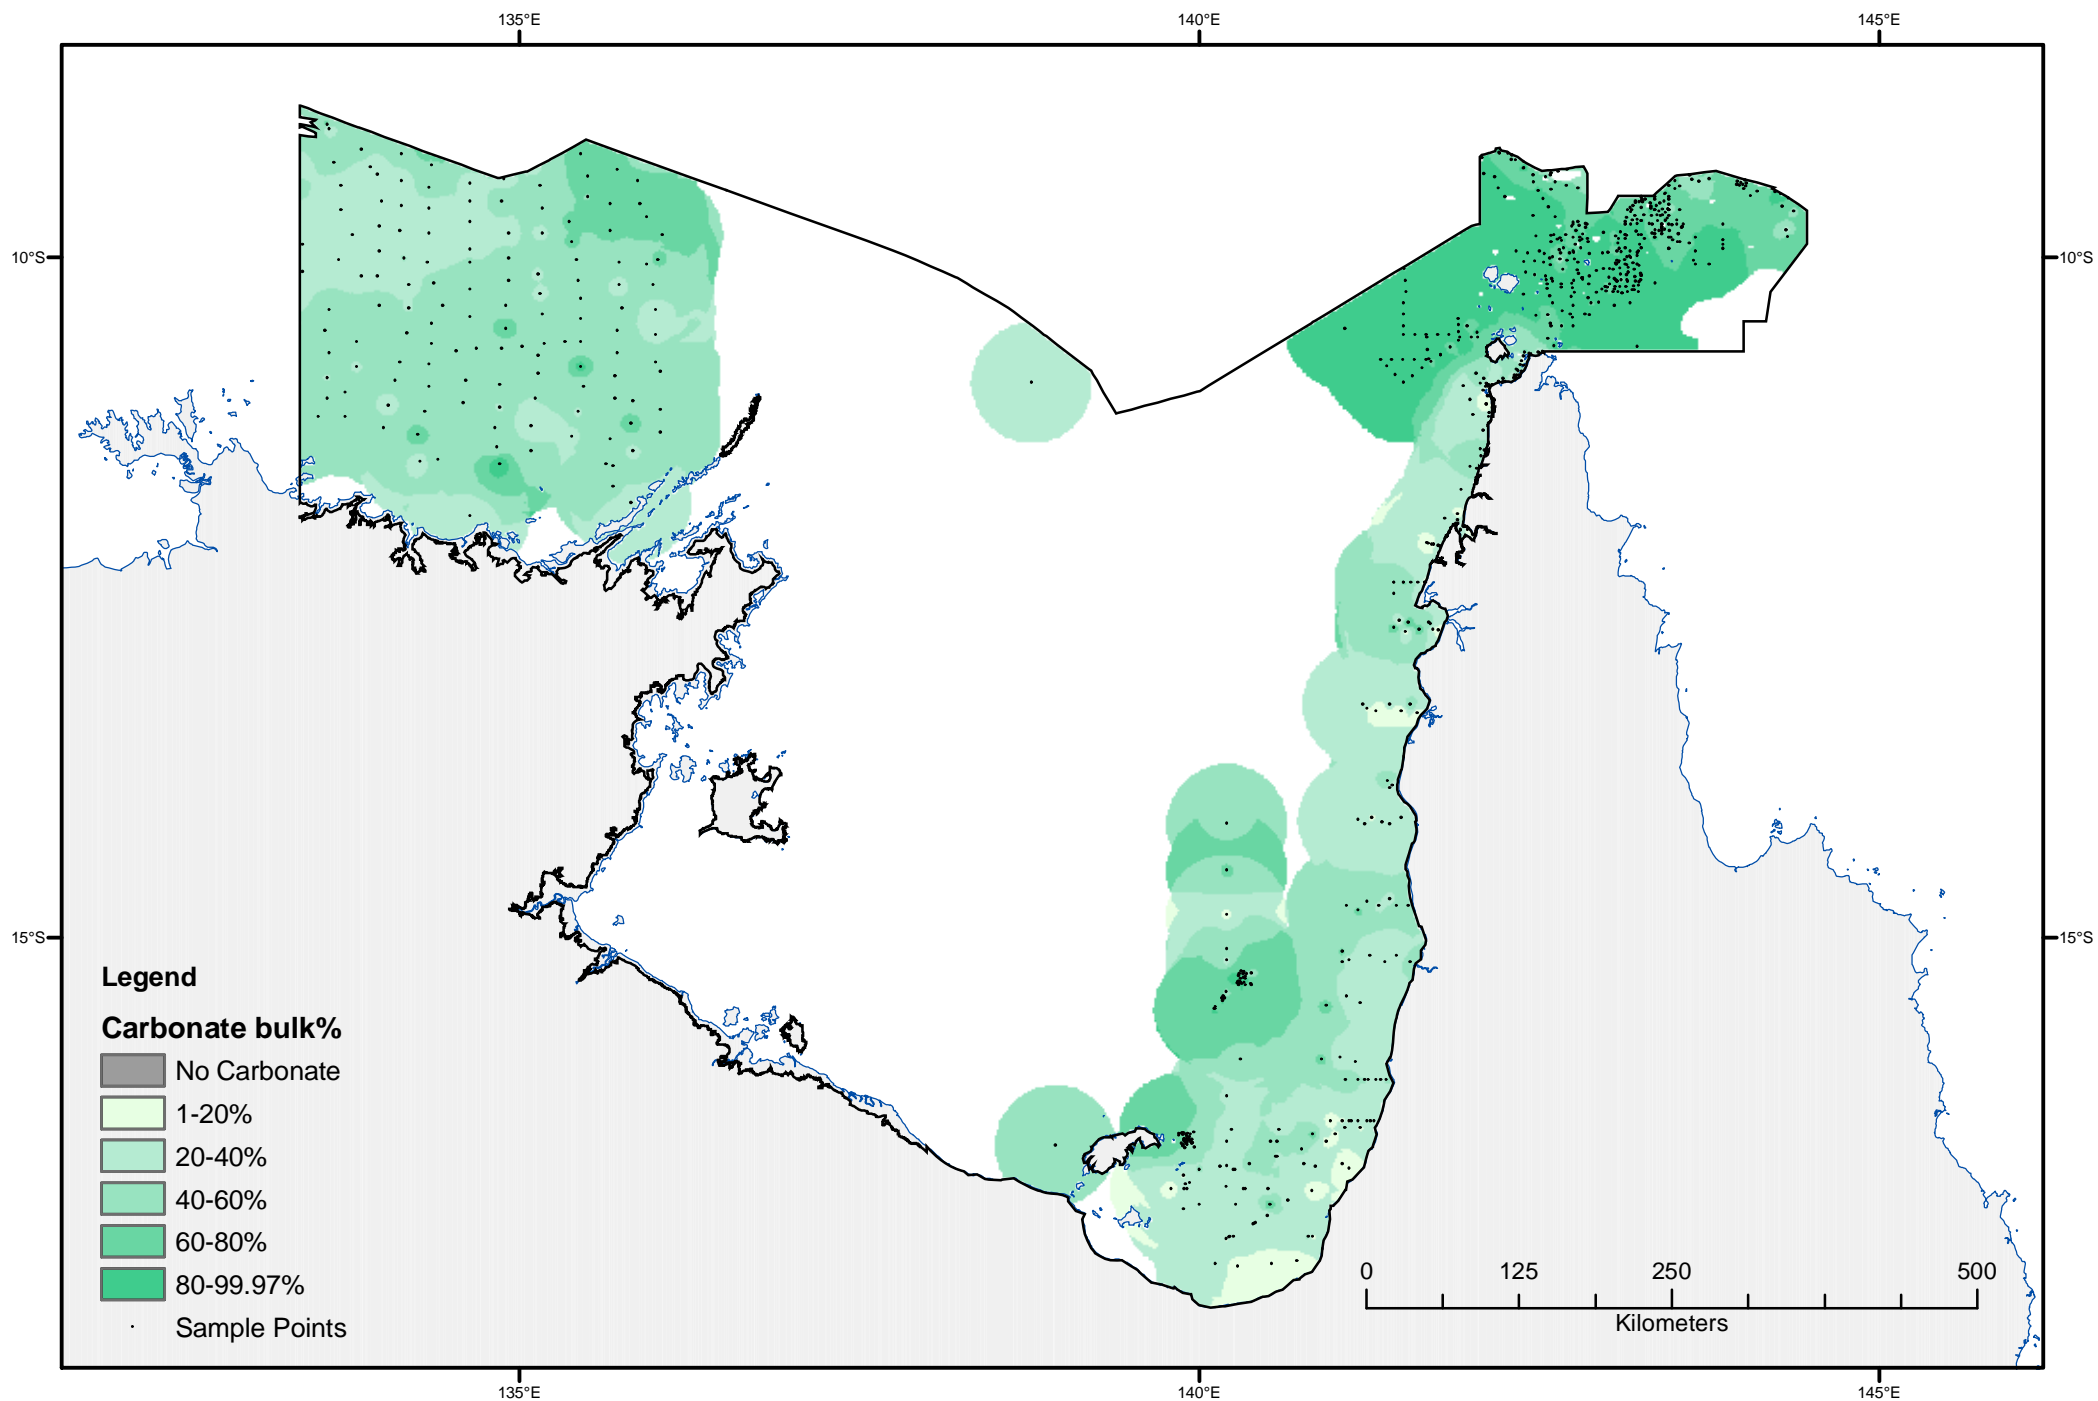 135°E
140°E
145°E
10°S
10°S
15°S
15°S
Legend
Carbonate bulk%
No Carbonate
1-20%
20-40%
40-60%
60-80%
80-99.97%
Sample Points
0 125 250 500
Kilometers
135°E
140°E
145°E